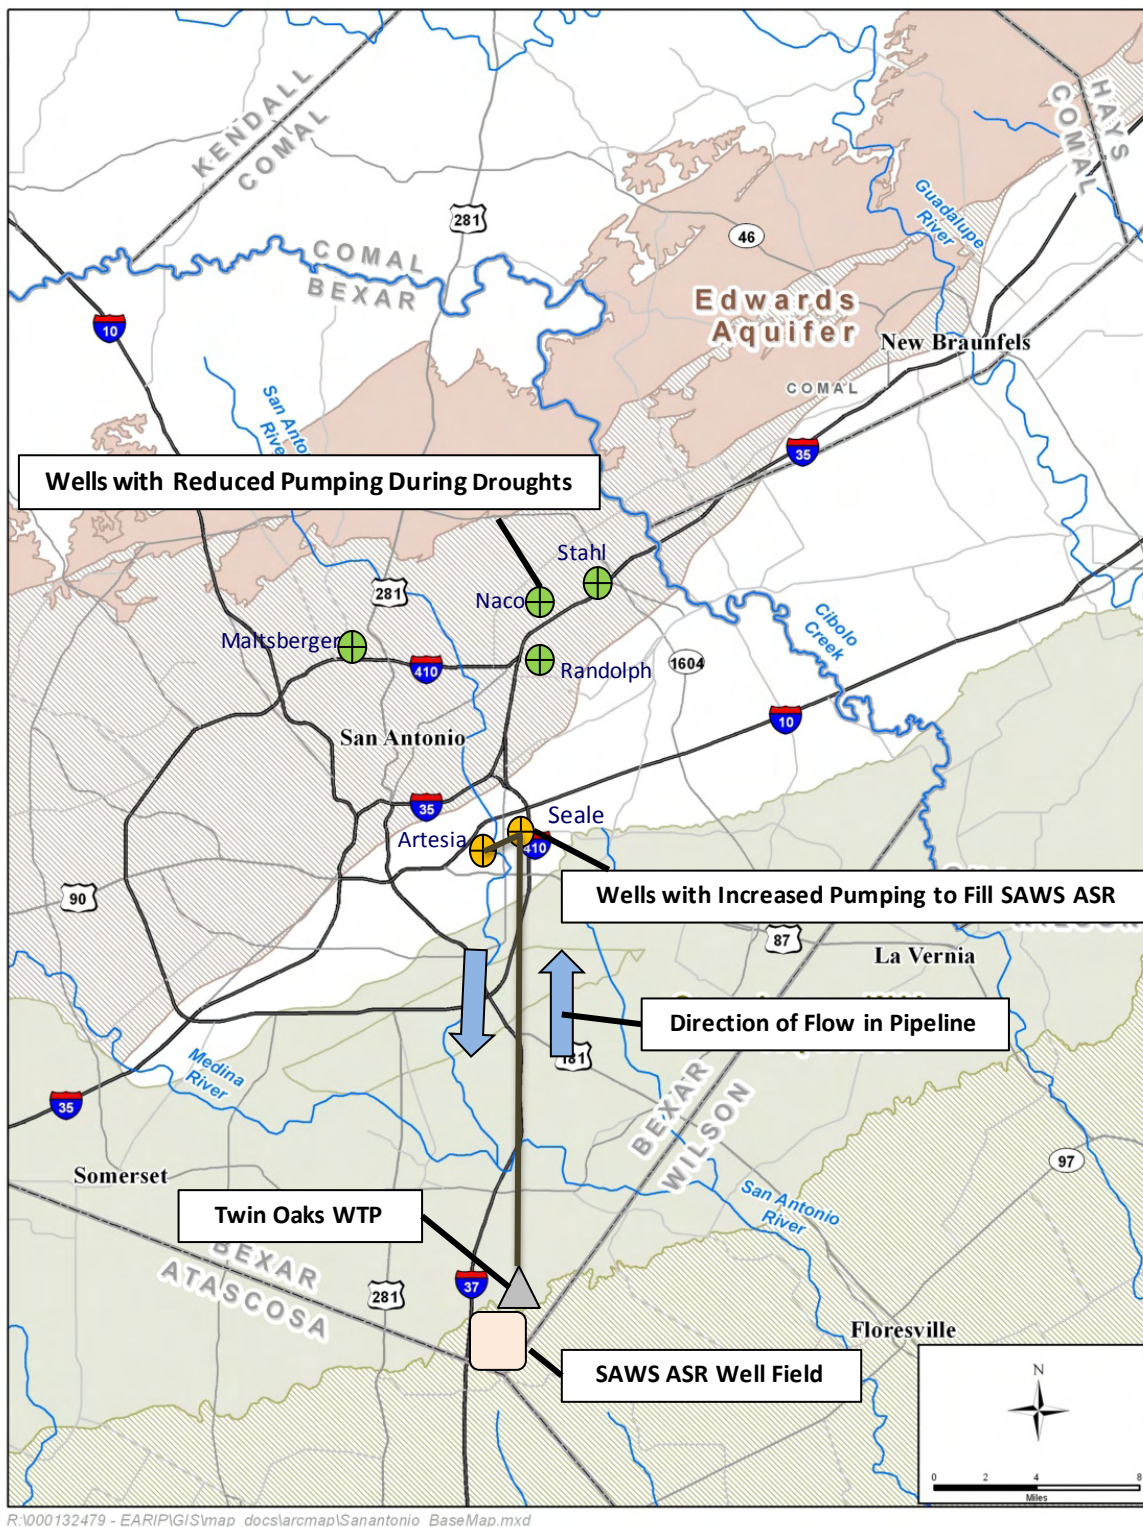 KENDALL
COMAL
HAYS
COMAL
281
Guadalupe
River
46
COMAL
BEXAR
Edwards
Aquifer
10
New Braunfels
COMAL
San Anto
River
35
Wells with Reduced Pumping During Droughts
Stahl
281
Naco
Cibolo
Creek
Maltsberger
410
Randolph
1604
10
San Antonio
35
Seale
Artesia
410
90
Wells with Increased Pumping to Fill SAWS ASR
87
La Vernia
Direction of Flow in Pipeline
181
Medina
River
35
BEXAR
WILSON
97
Somerset
San Antonio
River
Twin Oaks WTP
BEXAR
ATASCOSA
37
281
Floresville
SAWS ASR Well Field
N
0 2 4 8
Miles
R:\000132479 - EARIP\GIS\map_docs\arcmap\Sanantonio_BaseMap.mxd